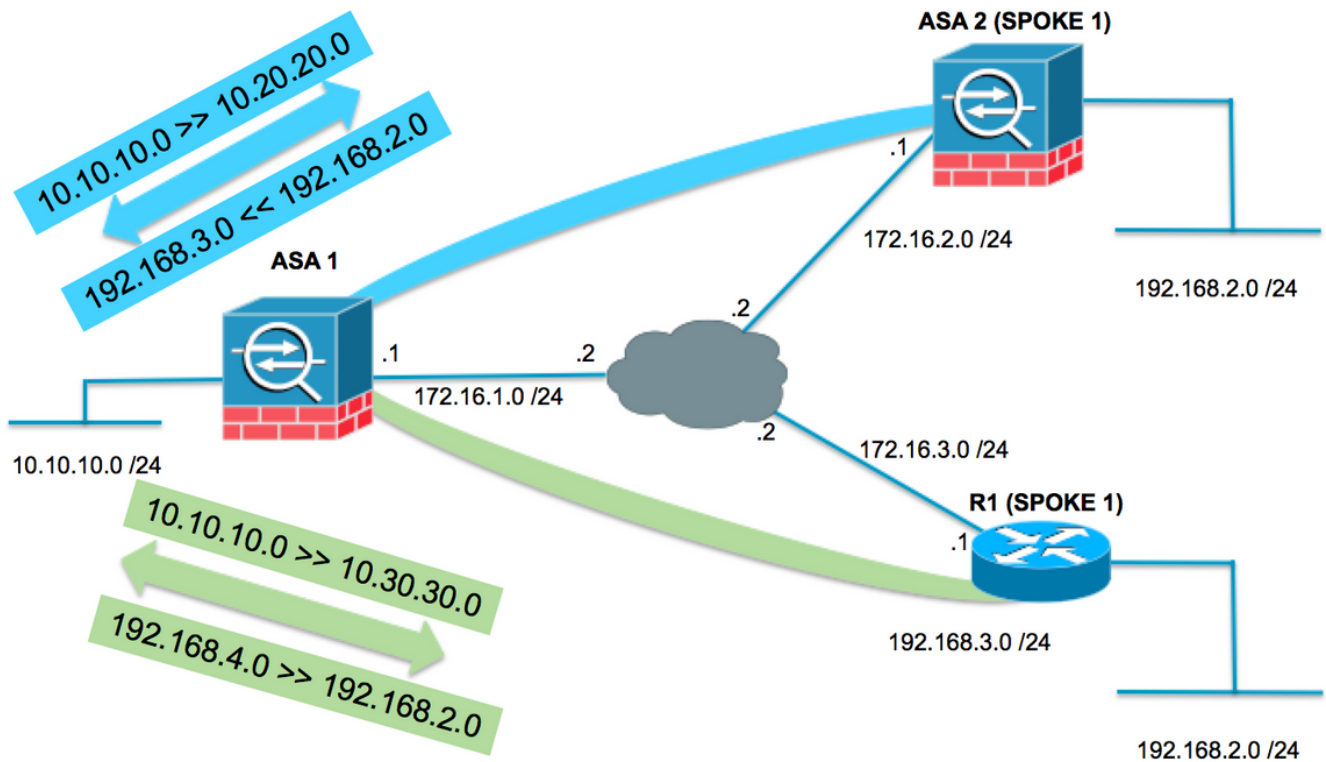 ASA 2 (SPOKE 1)
10.10.10.0 >> 10.20.20.0
192.168.3.0 << 192.168.2.0
.1
172.16.2.0 /24
192.168.2.0 /24
ASA 1
.2
.1
.2
172.16.1.0 /24
.2
10.10.10.0 /24
172.16.3.0 /24
R1 (SPOKE 1)
.1
10.10.10.0 >> 10.30.30.0
192.168.4.0 >> 192.168.2.0
192.168.3.0 /24
192.168.2.0 /24